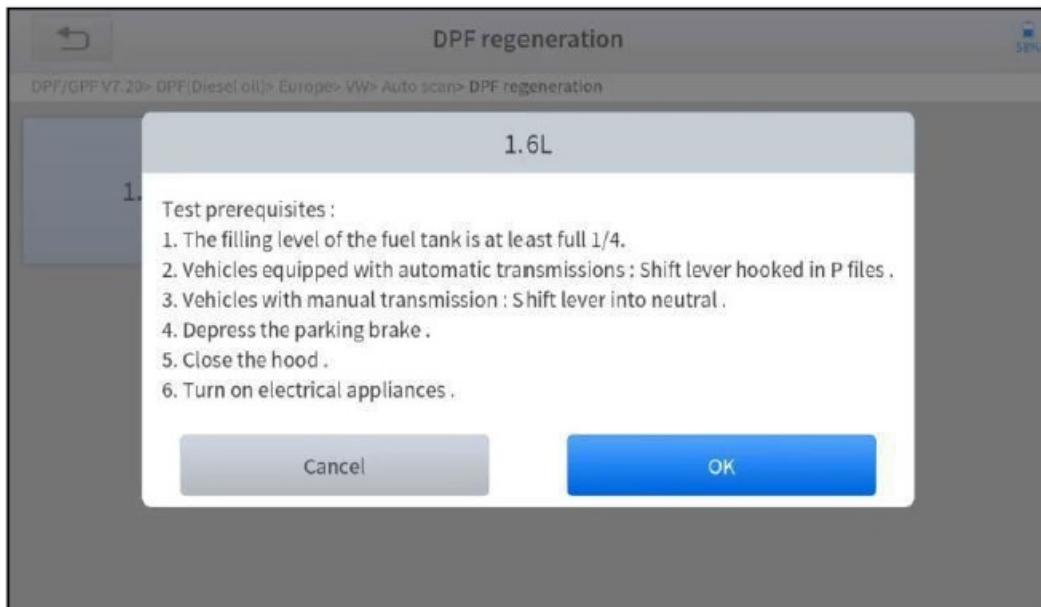 DPF regeneration
58%
DPF/GPF V7.20> DPF(Diesel oil)> Europe> VW> Auto scan> DPF regeneration
1.6L
1.
Test prerequisites :
1. The filling level of the fuel tank is at least full 1/4.
2. Vehicles equipped with automatic transmissions : Shift lever hooked in P files .
3. Vehicles with manual transmission : Shift lever into neutral .
4. Depress the parking brake .
5. Close the hood .
6. Turn on electrical appliances .
Cancel
OK